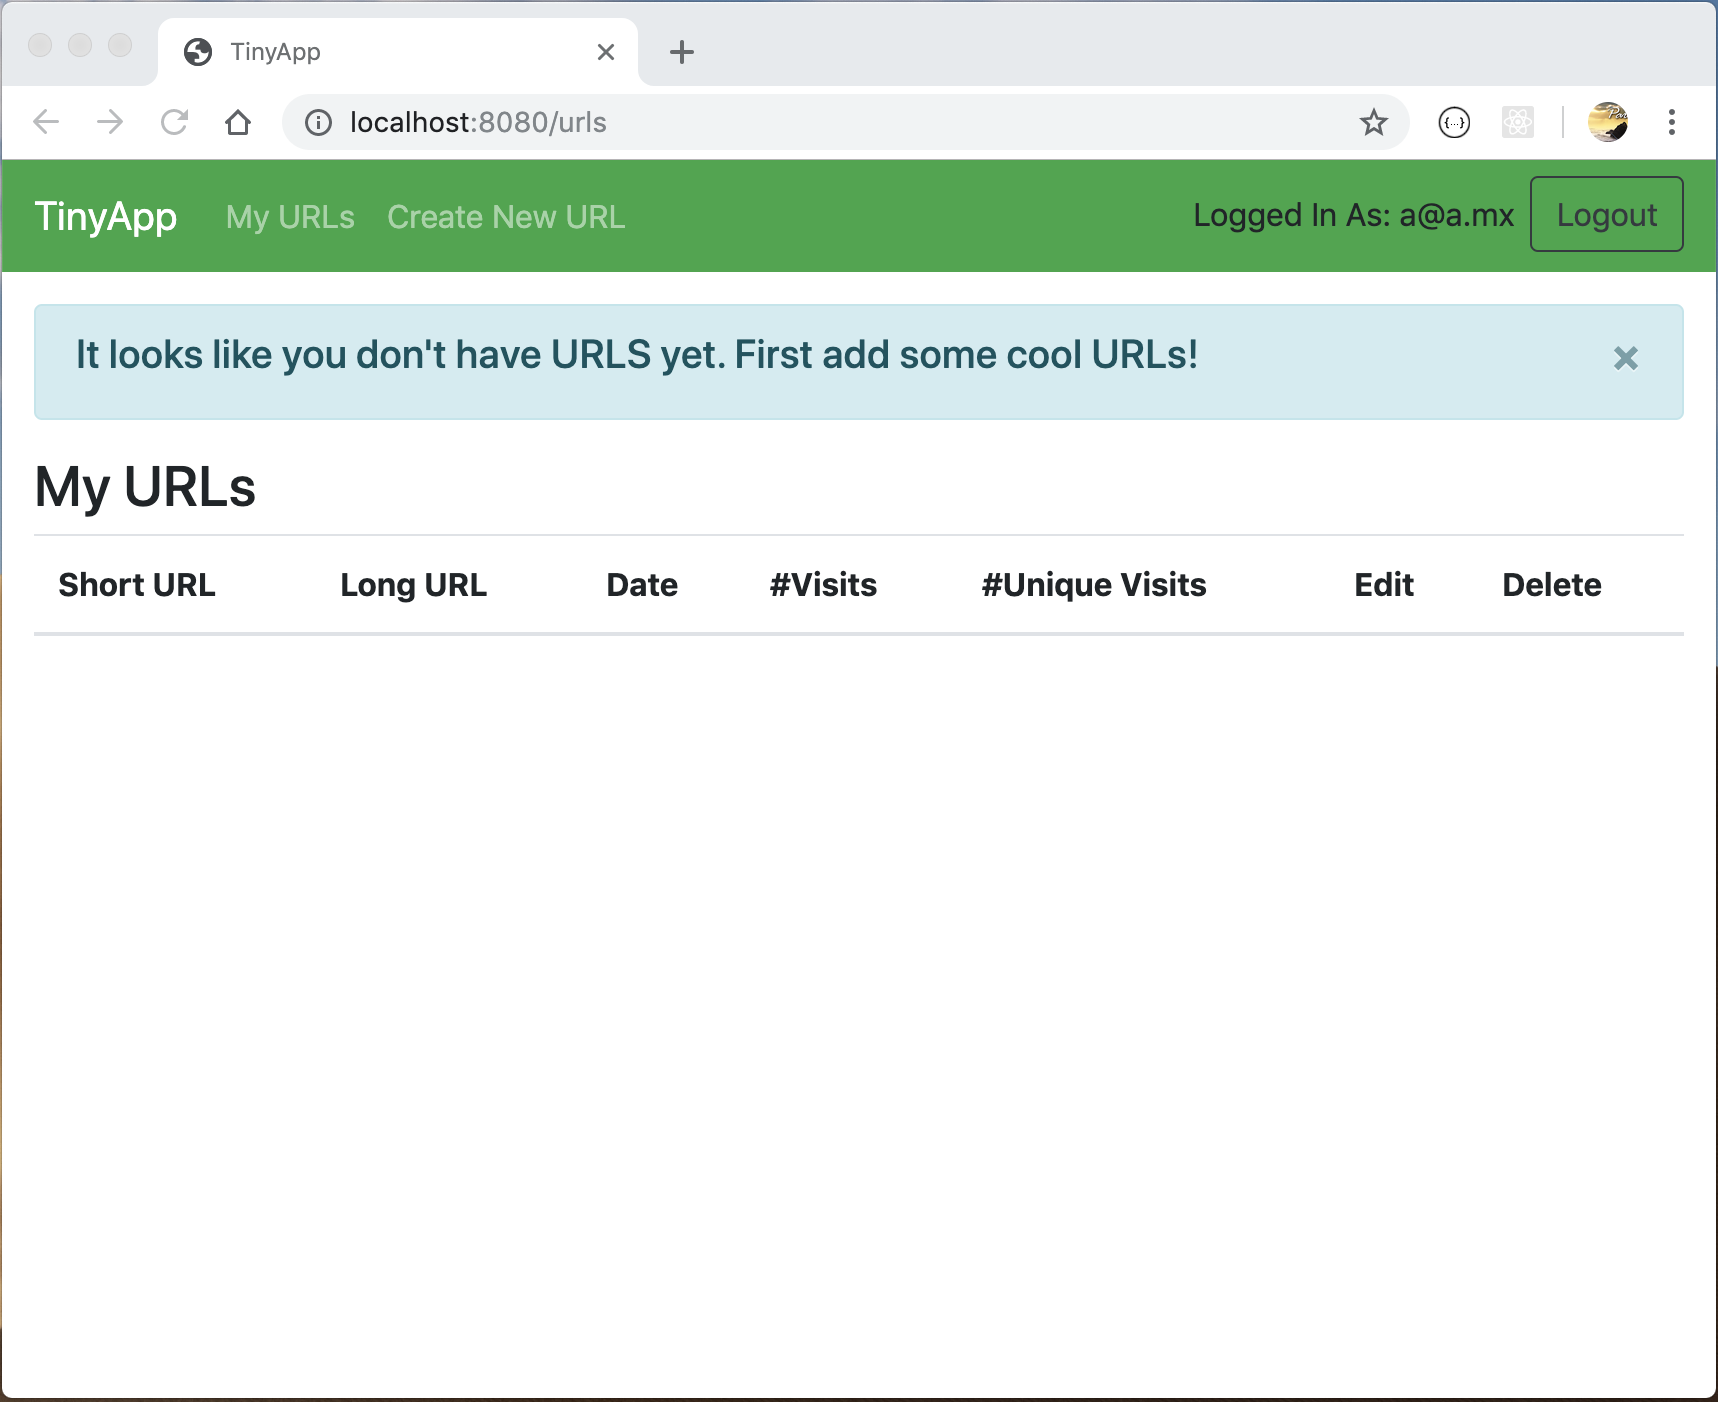 TinyApp
localhost:8080/urls
TinyApp My URLs Create New URL Logged In As: a@a.mx Logout
It looks like you don't have URLS yet. First add some cool URLs!
My URLs
Short URL Long URL Date #Visits #Unique Visits Edit Delete